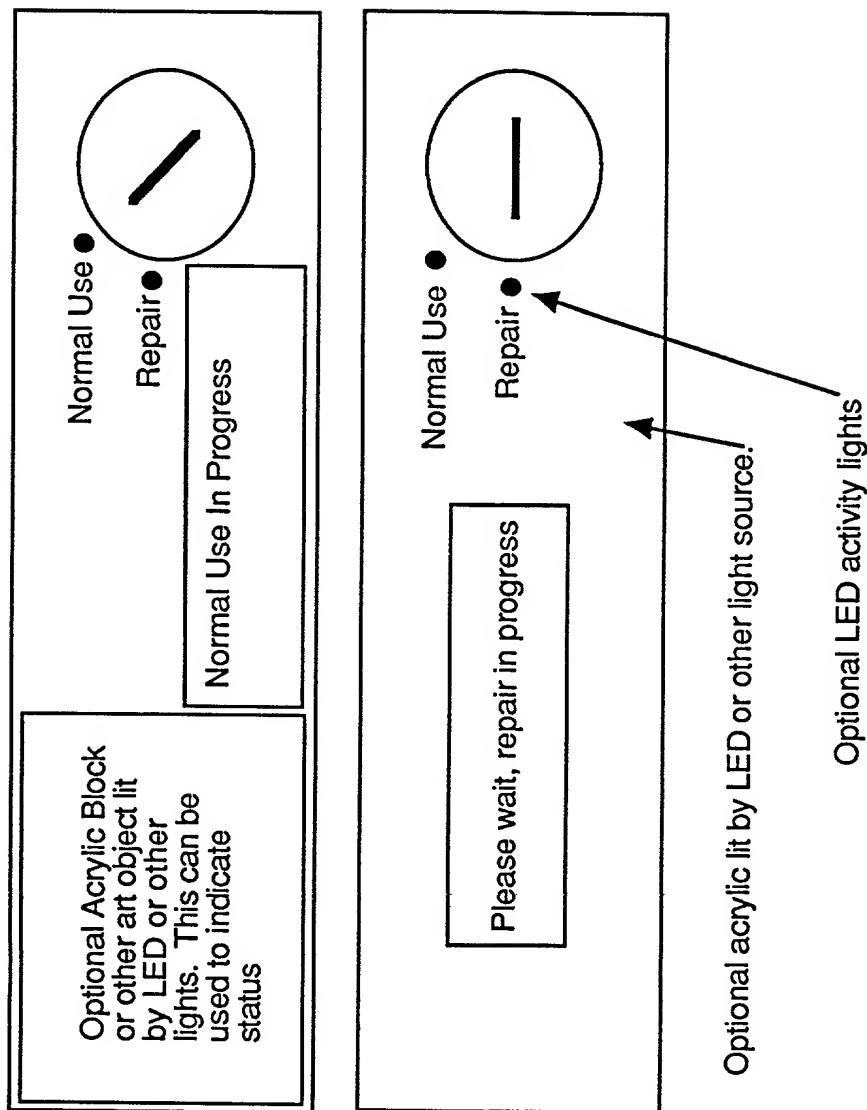 Optional Acrylic Block
or other art object lit
by LED or other
lights. This can be
used to indicate
status
Normal Use
Repair
Normal Use In Progress
Please wait, repair in progress
Normal Use
Repair
Optional acrylic lit by LED or other light source.
Optional LED activity lights